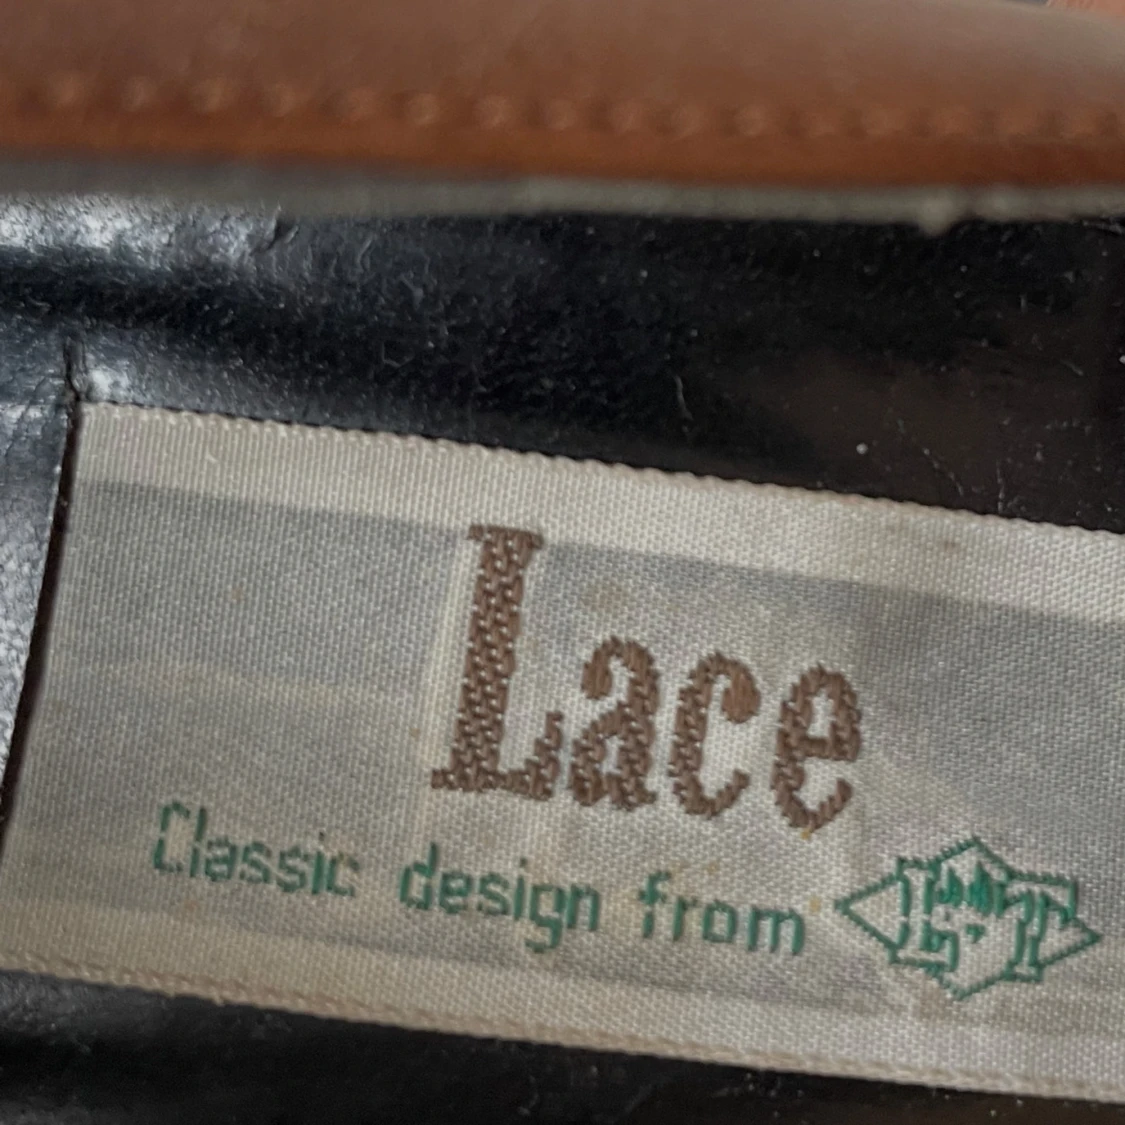 Lace
Classic design from